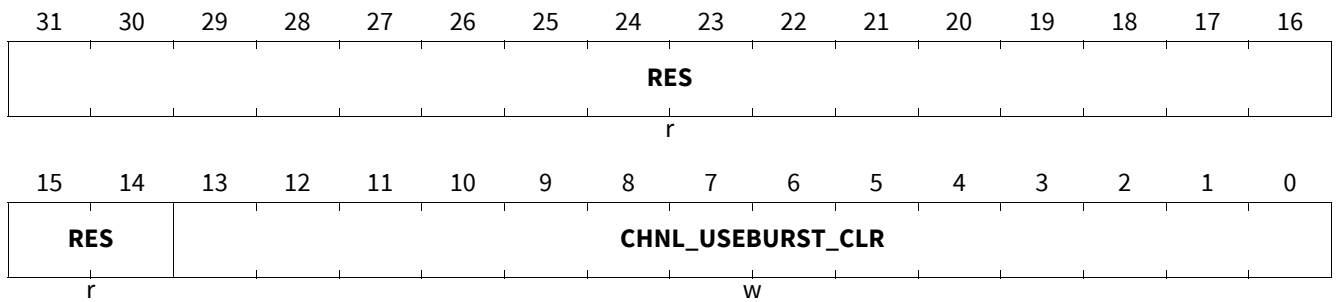 31 30 29 28 27 26 25 24 23 22 21 20 19 18 17 16
RES
r
15 14 13 12 11 10 9 8 7 6 5 4 3 2 1 0
RES CHNL_USEBURST_CLR
r w